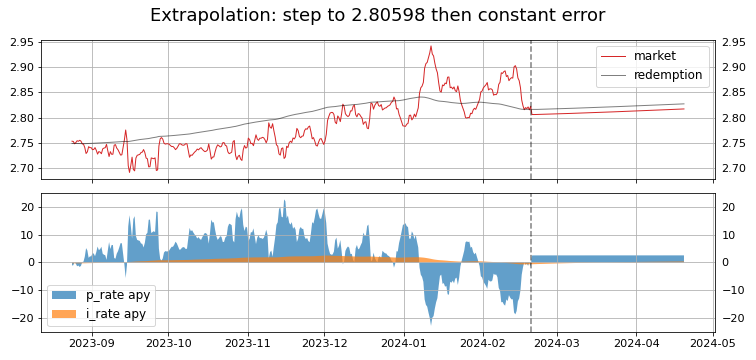 Extrapolation: step to 2.80598 then constant error
2.95 2.95
2.90 2.90
2.85 2.85
2.80 2.80
2.75 2.75
2.70 2.70
market
redemption
20 20
10 10
0 0
−10 −10
−20 −20
p_rate apy
i_rate apy
2023-09 2023-10 2023-11 2023-12 2024-01 2024-02 2024-03 2024-04 2024-05